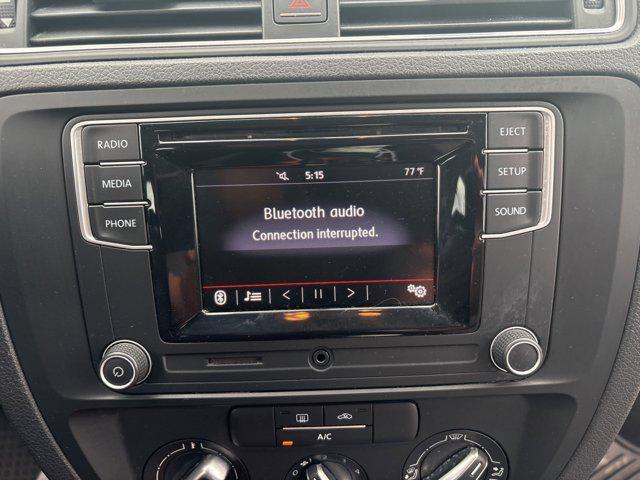 RADIO
MEDIA
PHONE
EJECT
SETUP
SOUND
5:15 77 °F
Bluetooth audio
Connection interrupted.
A/C